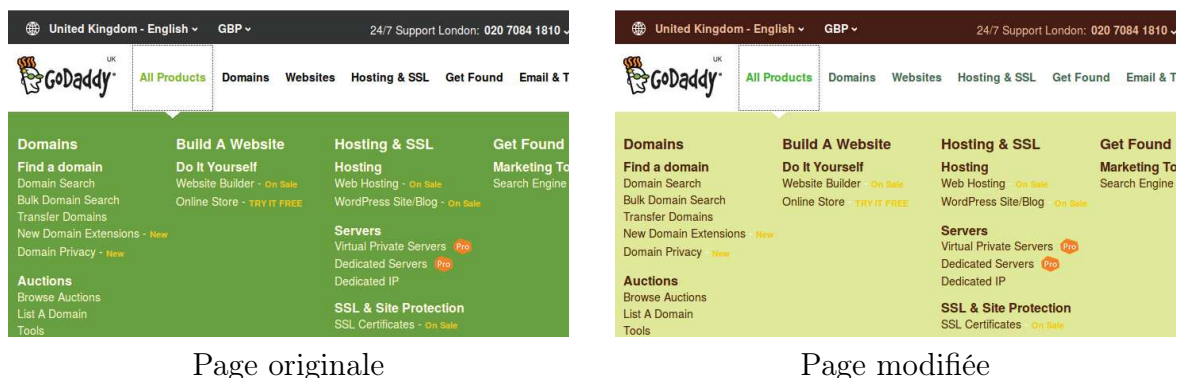 United Kingdom - English GBP 24/7 Support London: 020 7084 1810
UK
GoDaddy All Products Domains Websites Hosting & SSL Get Found Email & T
Domains Build A Website Hosting & SSL Get Found
Find a domain Do It Yourself Hosting Marketing To
Domain Search Website Builder - On Sale Web Hosting - On Sale Search Engine
Bulk Domain Search Online Store - TRY IT FREE WordPress Site/Blog - On Sale
Transfer Domains
New Domain Extensions - New Servers
Domain Privacy - New Virtual Private Servers Pro
Dedicated Servers Pro
Auctions Dedicated IP
Browse Auctions
List A Domain SSL & Site Protection
Tools SSL Certificates - On Sale
Page originale
United Kingdom - English GBP 24/7 Support London: 020 7084 1810
UK
GoDaddy All Products Domains Websites Hosting & SSL Get Found Email & T
Domains Build A Website Hosting & SSL Get Found
Find a domain Do It Yourself Hosting Marketing To
Domain Search Website Builder - On Sale Web Hosting - On Sale Search Engine
Bulk Domain Search Online Store - TRY IT FREE WordPress Site/Blog - On Sale
Transfer Domains
New Domain Extensions - New Servers
Domain Privacy - New Virtual Private Servers Pro
Dedicated Servers Pro
Auctions Dedicated IP
Browse Auctions
List A Domain SSL & Site Protection
Tools SSL Certificates - On Sale
Page modifiée